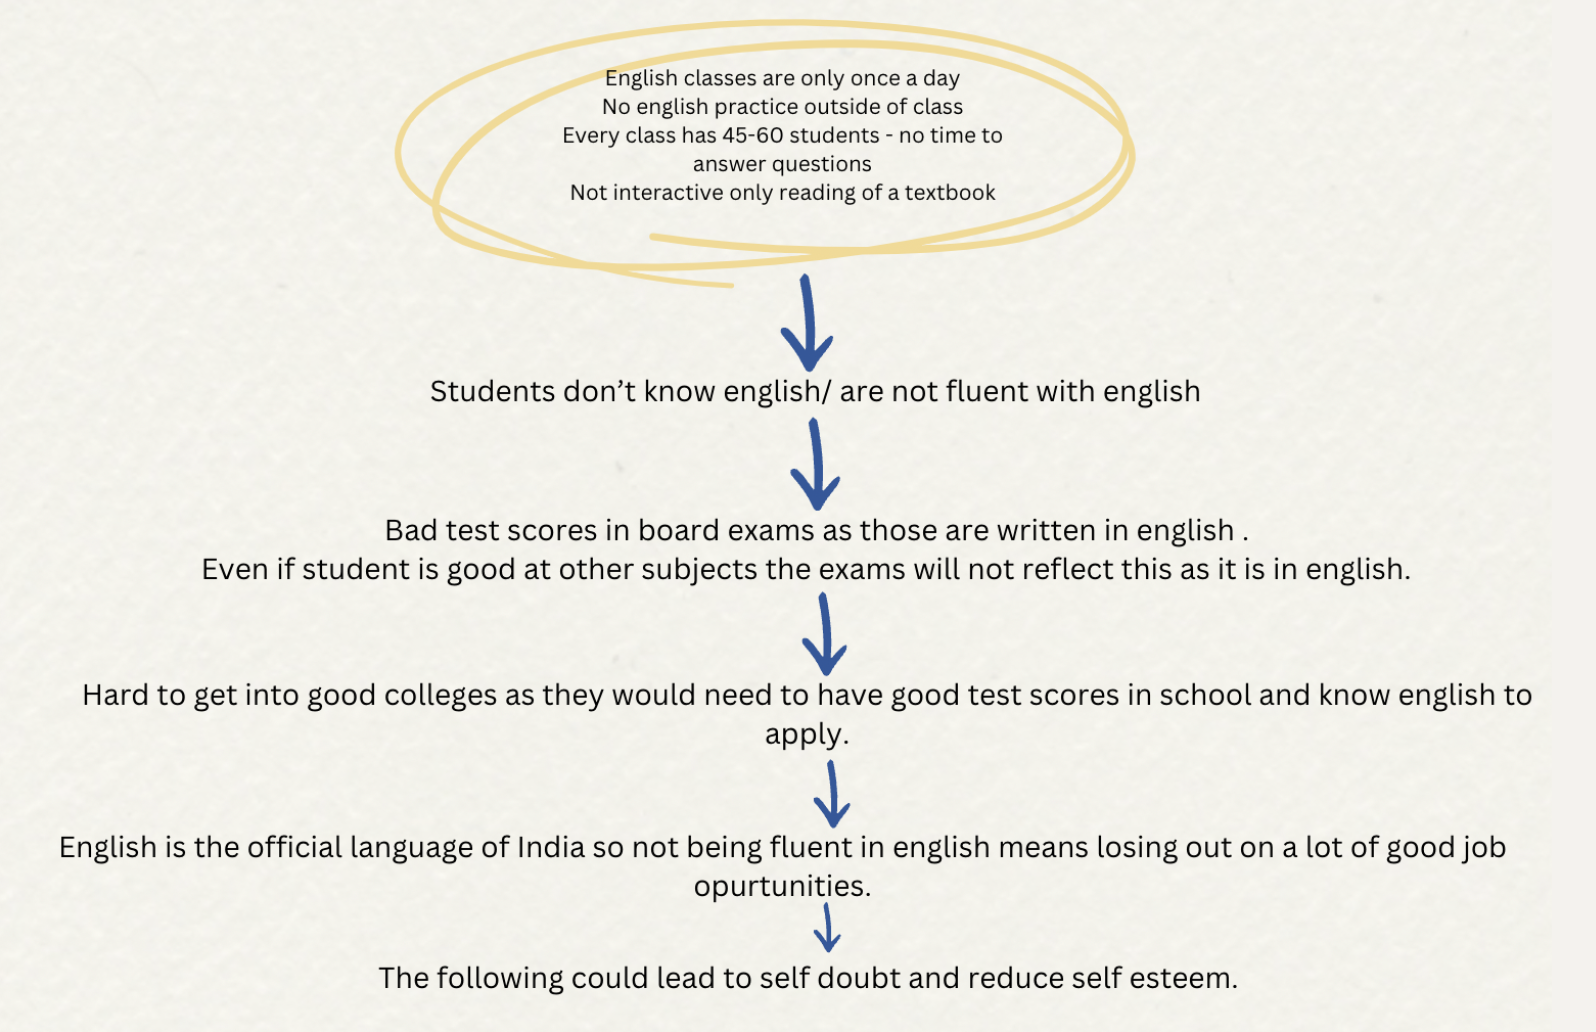 English classes are only once a day
No english practice outside of class
Every class has 45-60 students - no time to
answer questions
Not interactive only reading of a textbook
Students don’t know english/ are not fluent with english
Bad test scores in board exams as those are written in english .
Even if student is good at other subjects the exams will not reflect this as it is in english.
Hard to get into good colleges as they would need to have good test scores in school and know english to
apply.
English is the official language of India so not being fluent in english means losing out on a lot of good job
opurtunities.
The following could lead to self doubt and reduce self esteem.